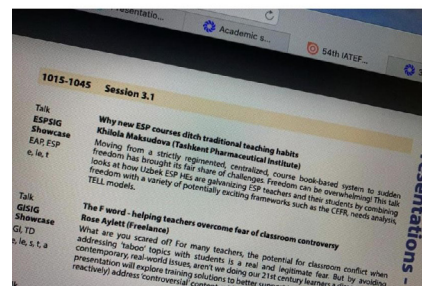 Presentatio...
Academic s...
54th IATEF...
1015-1045 Session 3.1
Talk
ESPSIG
Showcase
EAP, ESP
e, le, t
Why new ESP courses ditch traditional teaching habits
Khilola Maksudova (Tashkent Pharmaceutical Institute)
Moving from a strictly regimented, centralized, course book-based system to sudden
freedom has brought its fair share of challenges. Freedom can be overwhelming! This talk
looks at how Uzbek ESP HEs are galvanizing ESP teachers and their students by combining
freedom with a variety of potentially exciting frameworks such as the CEFR, needs analysis,
TELL models.
Talk
GISIG
Showcase
GI, TD
e, le, s, t, a
The F word - helping teachers overcome fear of classroom controversy
Rose Aylett (Freelance)
What are you scared of? For many teachers, the potential for classroom conflict when
addressing 'taboo' topics with students is a real and legitimate fear. But by avoiding
contemporary, real-world issues, aren't we doing our 21st century learners a
presentation will explore training solutions to better
reactively) address 'controversial
entations -